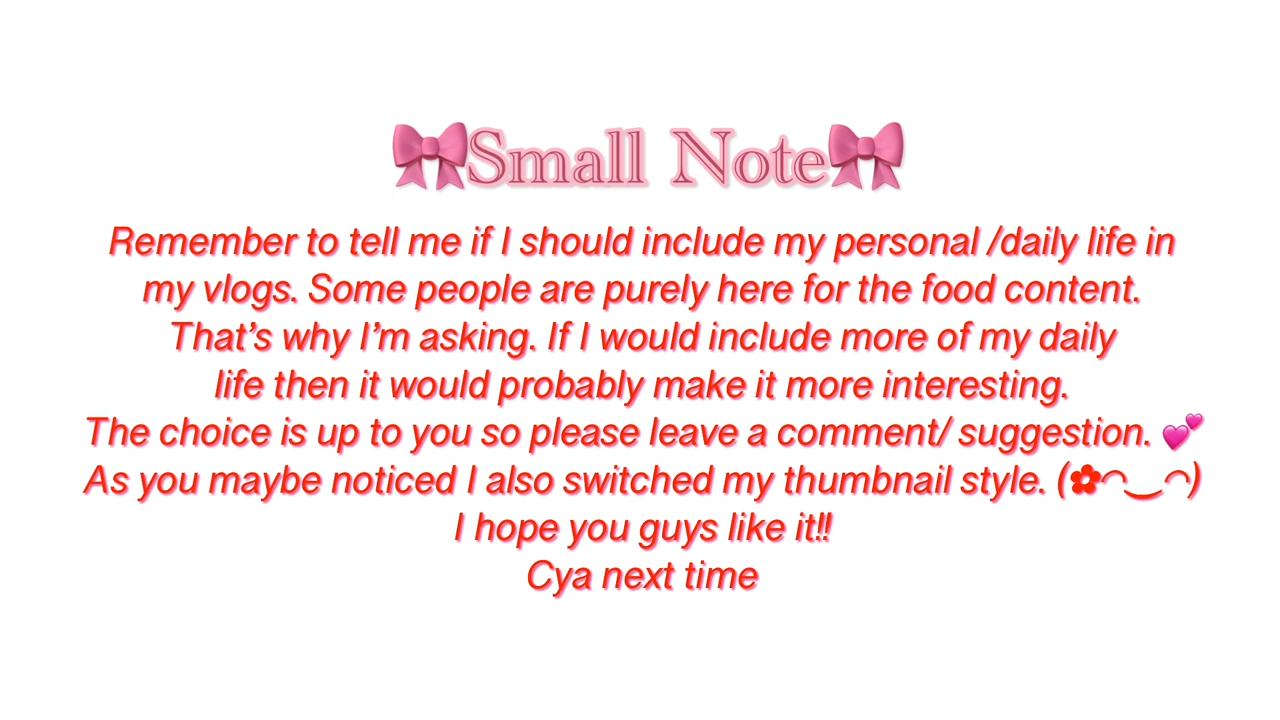 🎀Small Note🎀
Remember to tell me if I should include my personal /daily life in
my vlogs. Some people are purely here for the food content.
That’s why I’m asking. If I would include more of my daily
life then it would probably make it more interesting.
The choice is up to you so please leave a comment/ suggestion. 💕
As you maybe noticed I also switched my thumbnail style. (✿◠‿◠)
I hope you guys like it!!
Cya next time